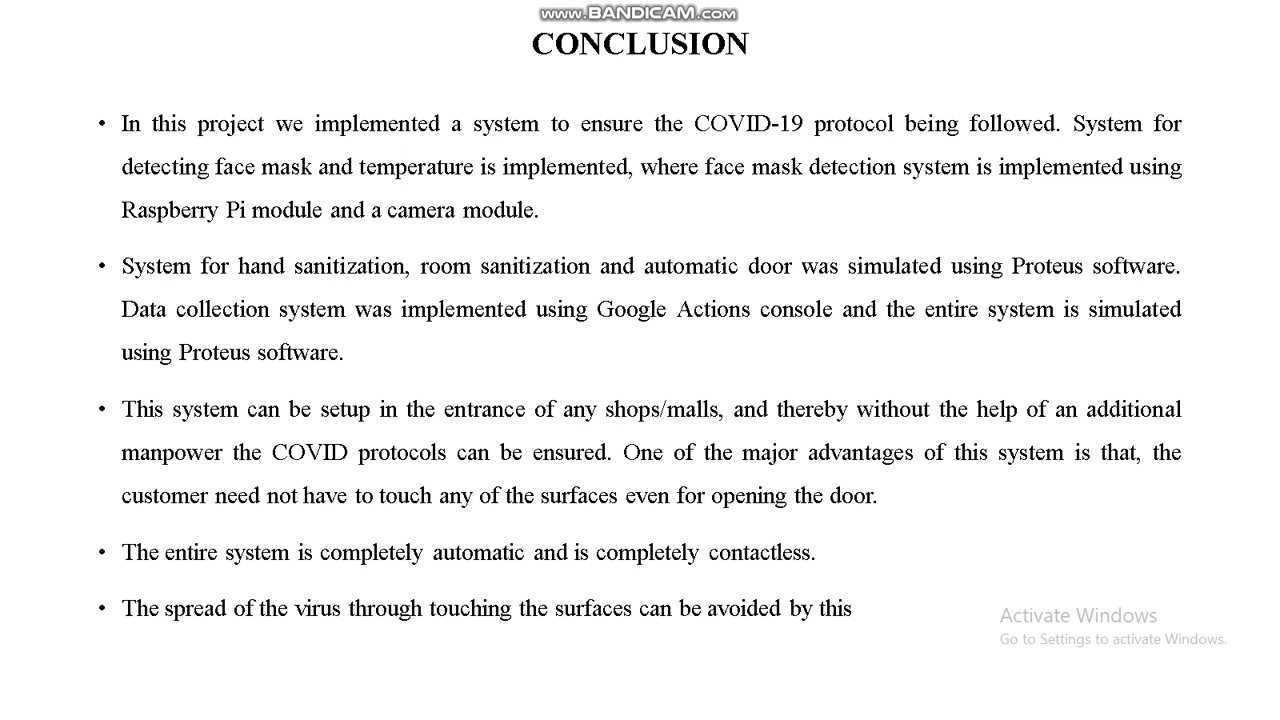 www.BANDICAM.com
CONCLUSION
• In this project we implemented a system to ensure the COVID-19 protocol being followed. System for
detecting face mask and temperature is implemented, where face mask detection system is implemented using
Raspberry Pi module and a camera module.
• System for hand sanitization, room sanitization and automatic door was simulated using Proteus software.
Data collection system was implemented using Google Actions console and the entire system is simulated
using Proteus software.
• This system can be setup in the entrance of any shops/malls, and thereby without the help of an additional
manpower the COVID protocols can be ensured. One of the major advantages of this system is that, the
customer need not have to touch any of the surfaces even for opening the door.
• The entire system is completely automatic and is completely contactless.
• The spread of the virus through touching the surfaces can be avoided by this
Activate Windows
Go to Settings to activate Windows.